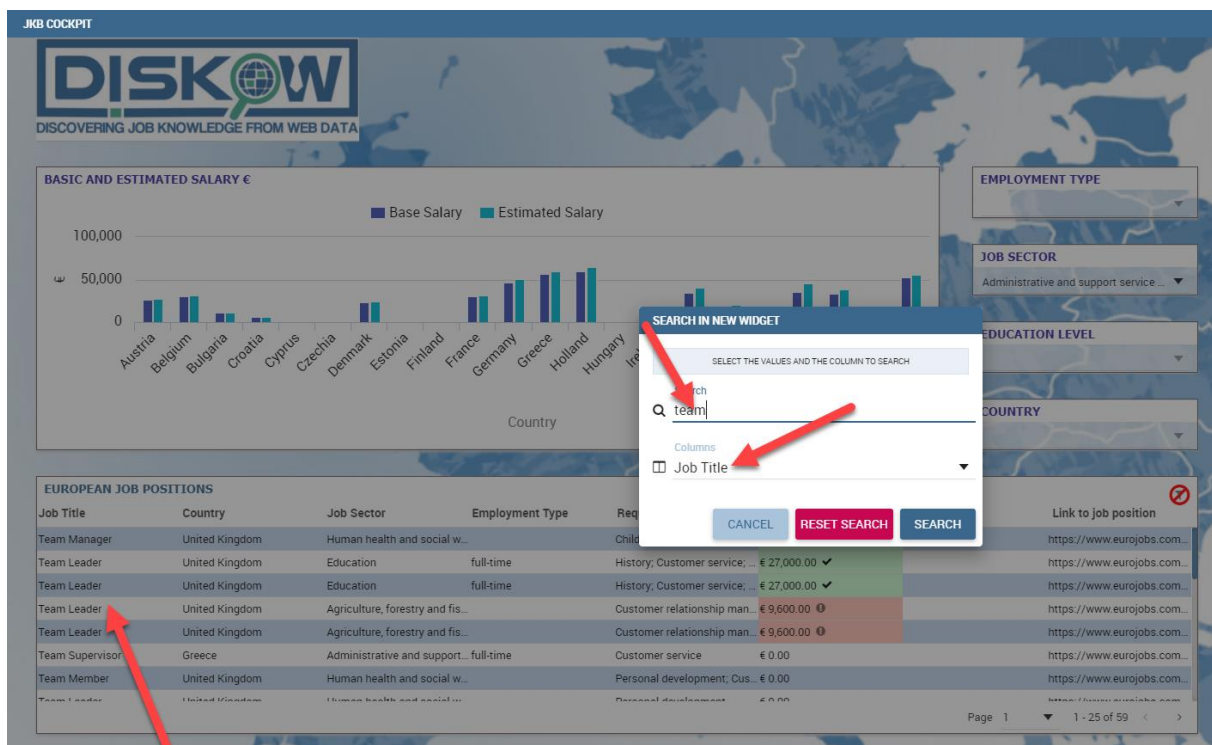 JKB COCKPIT
DISKOW
DISCOVERING JOB KNOWLEDGE FROM WEB DATA
BASIC AND ESTIMATED SALARY €
Base Salary Estimated Salary
100,000
50,000
0
€
Austria Belgium Bulgaria Croatia Cyprus Czechia Denmark Estonia Finland France Germany Greece Holland Hungary
Country
EMPLOYMENT TYPE
JOB SECTOR
Administrative and support service ...
EDUCATION LEVEL
COUNTRY
SEARCH IN NEW WIDGET
SELECT THE VALUES AND THE COLUMN TO SEARCH
team
Columns
Job Title
CANCEL RESET SEARCH SEARCH
EUROPEAN JOB POSITIONS
Job Title Country Job Sector Employment Type Req Link to job position
Team Manager United Kingdom Human health and social w... Child https://www.eurojobs.com...
Team Leader United Kingdom Education full-time History; Customer service; ... € 27,000.00 https://www.eurojobs.com...
Team Leader United Kingdom Education full-time History; Customer service; ... € 27,000.00 https://www.eurojobs.com...
Team Leader United Kingdom Agriculture, forestry and fis... Customer relationship man... € 9,600.00 https://www.eurojobs.com...
Team Leader United Kingdom Agriculture, forestry and fis... Customer relationship man... € 9,600.00 https://www.eurojobs.com...
Team Supervisor Greece Administrative and support... full-time Customer service € 0.00 https://www.eurojobs.com...
Team Member United Kingdom Human health and social w... Personal development; Cus... € 0.00 https://www.eurojobs.com...
Page 1 1 - 25 of 59